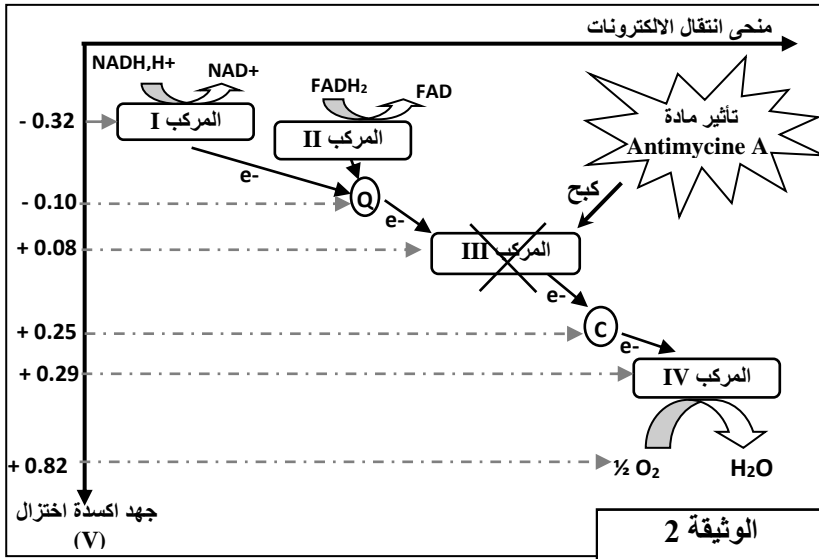 منحى انتقال الالكترونات
NADH,H+
NAD+
FADH₂
FAD
تأثير مادة
Antimycine A
- 0.32
المركب I
المركب II
كبح
e-
- 0.10
Q
e-
+ 0.08
المركب III
e-
+ 0.25
C
e-
+ 0.29
المركب IV
+ 0.82
½ O₂
H₂O
جهد اكسدة اختزال
(V)
الوثيقة 2